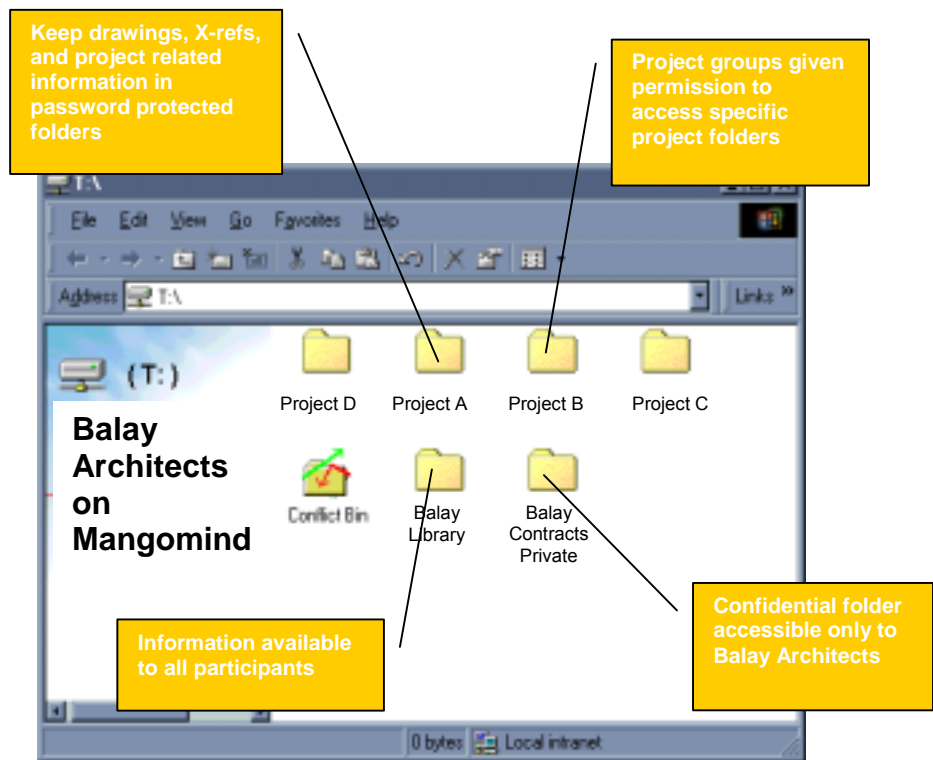 Keep drawings, X-refs,
and project related
information in
password protected
folders
Project groups given
permission to
access specific
project folders
T:\
File Edit View Go Favorites Help
Address T:\ Links »
(T:)
Balay
Architects
on
Mangomind
Project D Project A Project B Project C
Conflict Bin
Balay
Library
Balay
Contracts
Private
Information available
to all participants
Confidential folder
accessible only to
Balay Architects
0 bytes Local intranet